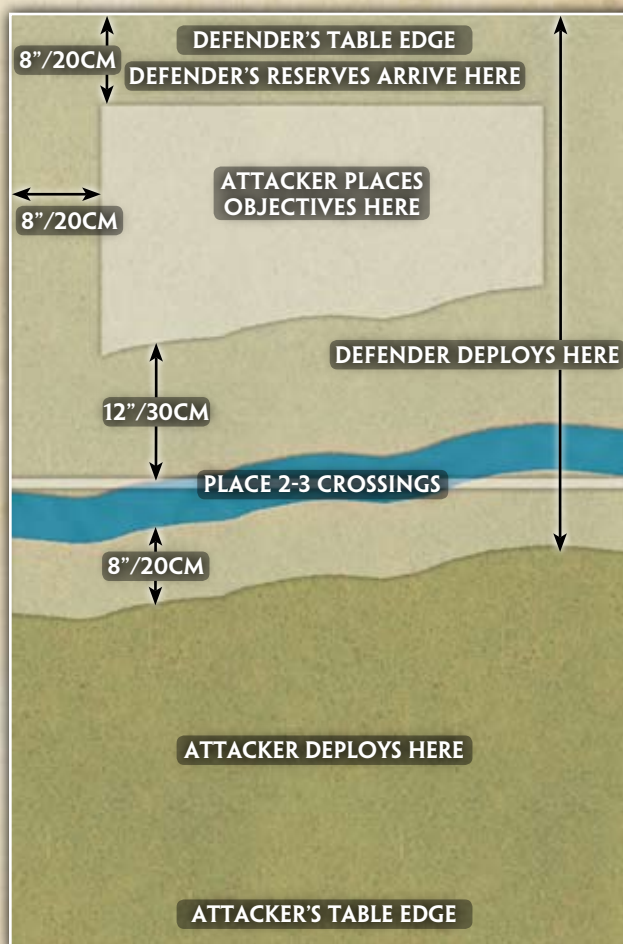 DEFENDER'S TABLE EDGE
8”/20CM
DEFENDER'S RESERVES ARRIVE HERE
ATTACKER PLACES
OBJECTIVES HERE
8”/20CM
DEFENDER DEPLOYS HERE
12”/30CM
PLACE 2-3 CROSSINGS
8”/20CM
ATTACKER DEPLOYS HERE
ATTACKER'S TABLE EDGE